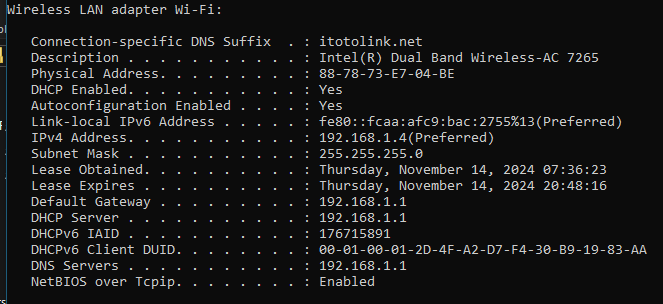 Wireless LAN adapter Wi-Fi:
Connection-specific DNS Suffix  . : itotolink.net
Description . . . . . . . . . . . : Intel(R) Dual Band Wireless-AC 7265
Physical Address. . . . . . . . . : 88-78-73-E7-04-BE
DHCP Enabled. . . . . . . . . . . : Yes
Autoconfiguration Enabled . . . . : Yes
Link-local IPv6 Address . . . . . : fe80::fcaa:afc9:bac:2755%13(Preferred)
IPv4 Address. . . . . . . . . . . : 192.168.1.4(Preferred)
Subnet Mask . . . . . . . . . . . : 255.255.255.0
Lease Obtained. . . . . . . . . . : Thursday, November 14, 2024 07:36:23
Lease Expires . . . . . . . . . . : Thursday, November 14, 2024 20:48:16
Default Gateway . . . . . . . . . : 192.168.1.1
DHCP Server . . . . . . . . . . . : 192.168.1.1
DHCPv6 IAID . . . . . . . . . . . : 176715891
DHCPv6 Client DUID. . . . . . . . : 00-01-00-01-2D-4F-A2-D7-F4-30-B9-19-83-AA
DNS Servers . . . . . . . . . . . : 192.168.1.1
NetBIOS over Tcpip. . . . . . . . : Enabled